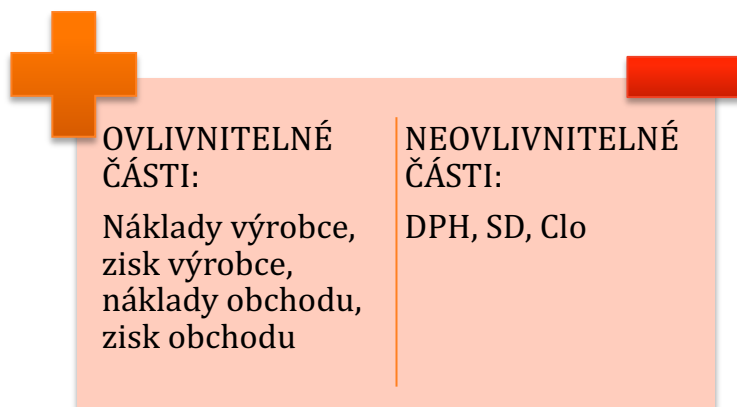 OVLIVNITELNÉ
ČÁSTI:
Náklady výrobce,
zisk výrobce,
náklady obchodu,
zisk obchodu
NEOVLIVNITELNÉ
ČÁSTI:
DPH, SD, Clo